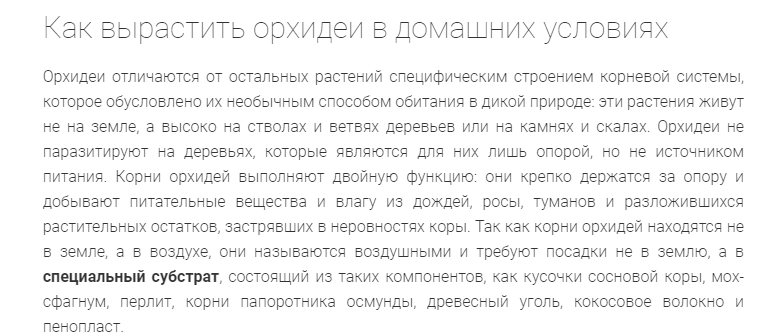 Как вырастить орхидеи в домашних условиях
Орхидеи отличаются от остальных растений специфическим строением корневой системы,
которое обусловлено их необычным способом обитания в дикой природе: эти растения живут
не на земле, а высоко на стволах и ветвях деревьев или на камнях и скалах. Орхидеи не
паразитируют на деревьях, которые являются для них лишь опорой, но не источником
питания. Корни орхидей выполняют двойную функцию: они крепко держатся за опору и
добывают питательные вещества и влагу из дождей, росы, туманов и разложившихся
растительных остатков, застрявших в неровностях коры. Так как корни орхидей находятся не
в земле, а в воздухе, они называются воздушными и требуют посадки не в землю, а в
специальный субстрат, состоящий из таких компонентов, как кусочки сосновой коры, мох-
сфагнум, перлит, корни папоротника осмунды, древесный уголь, кокосовое волокно и
пенопласт.